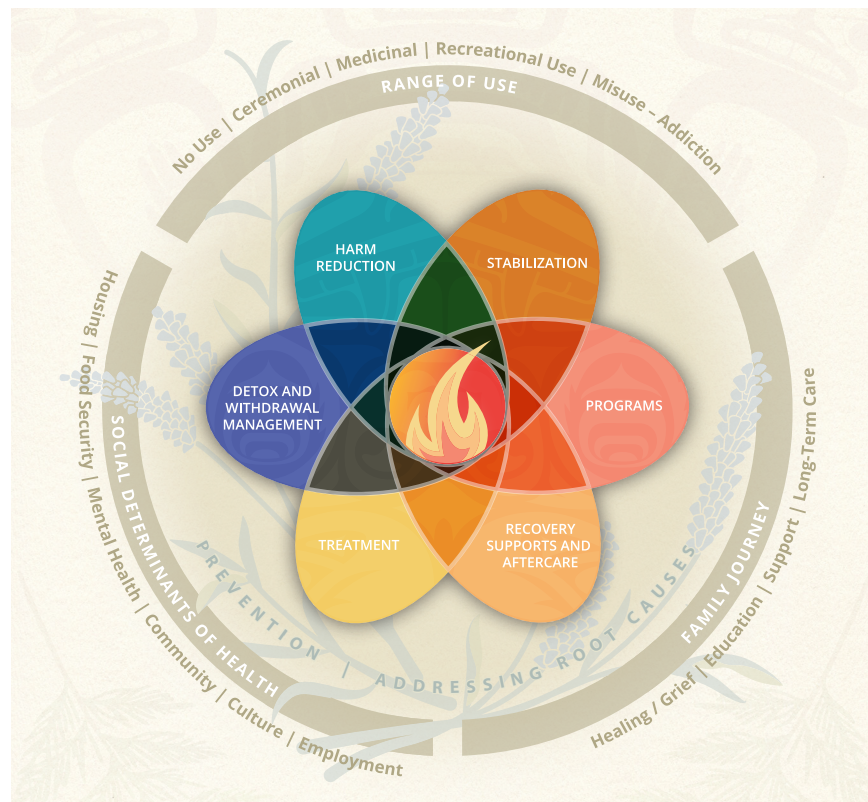 No Use | Ceremonial | Medicinal | Recreational Use | Misuse – Addiction
RANGE OF USE
HARM
REDUCTION
STABILIZATION
DETOX AND
WITHDRAWAL
MANAGEMENT
PROGRAMS
TREATMENT
RECOVERY
SUPPORTS AND
AFTERCARE
PREVENTION | ADDRESSING ROOT CAUSES
SOCIAL DETERMINANTS OF HEALTH
Housing | Food Security | Mental Health | Community | Culture | Employment
FAMILY JOURNEY
Healing / Grief | Education | Support | Long-Term Care